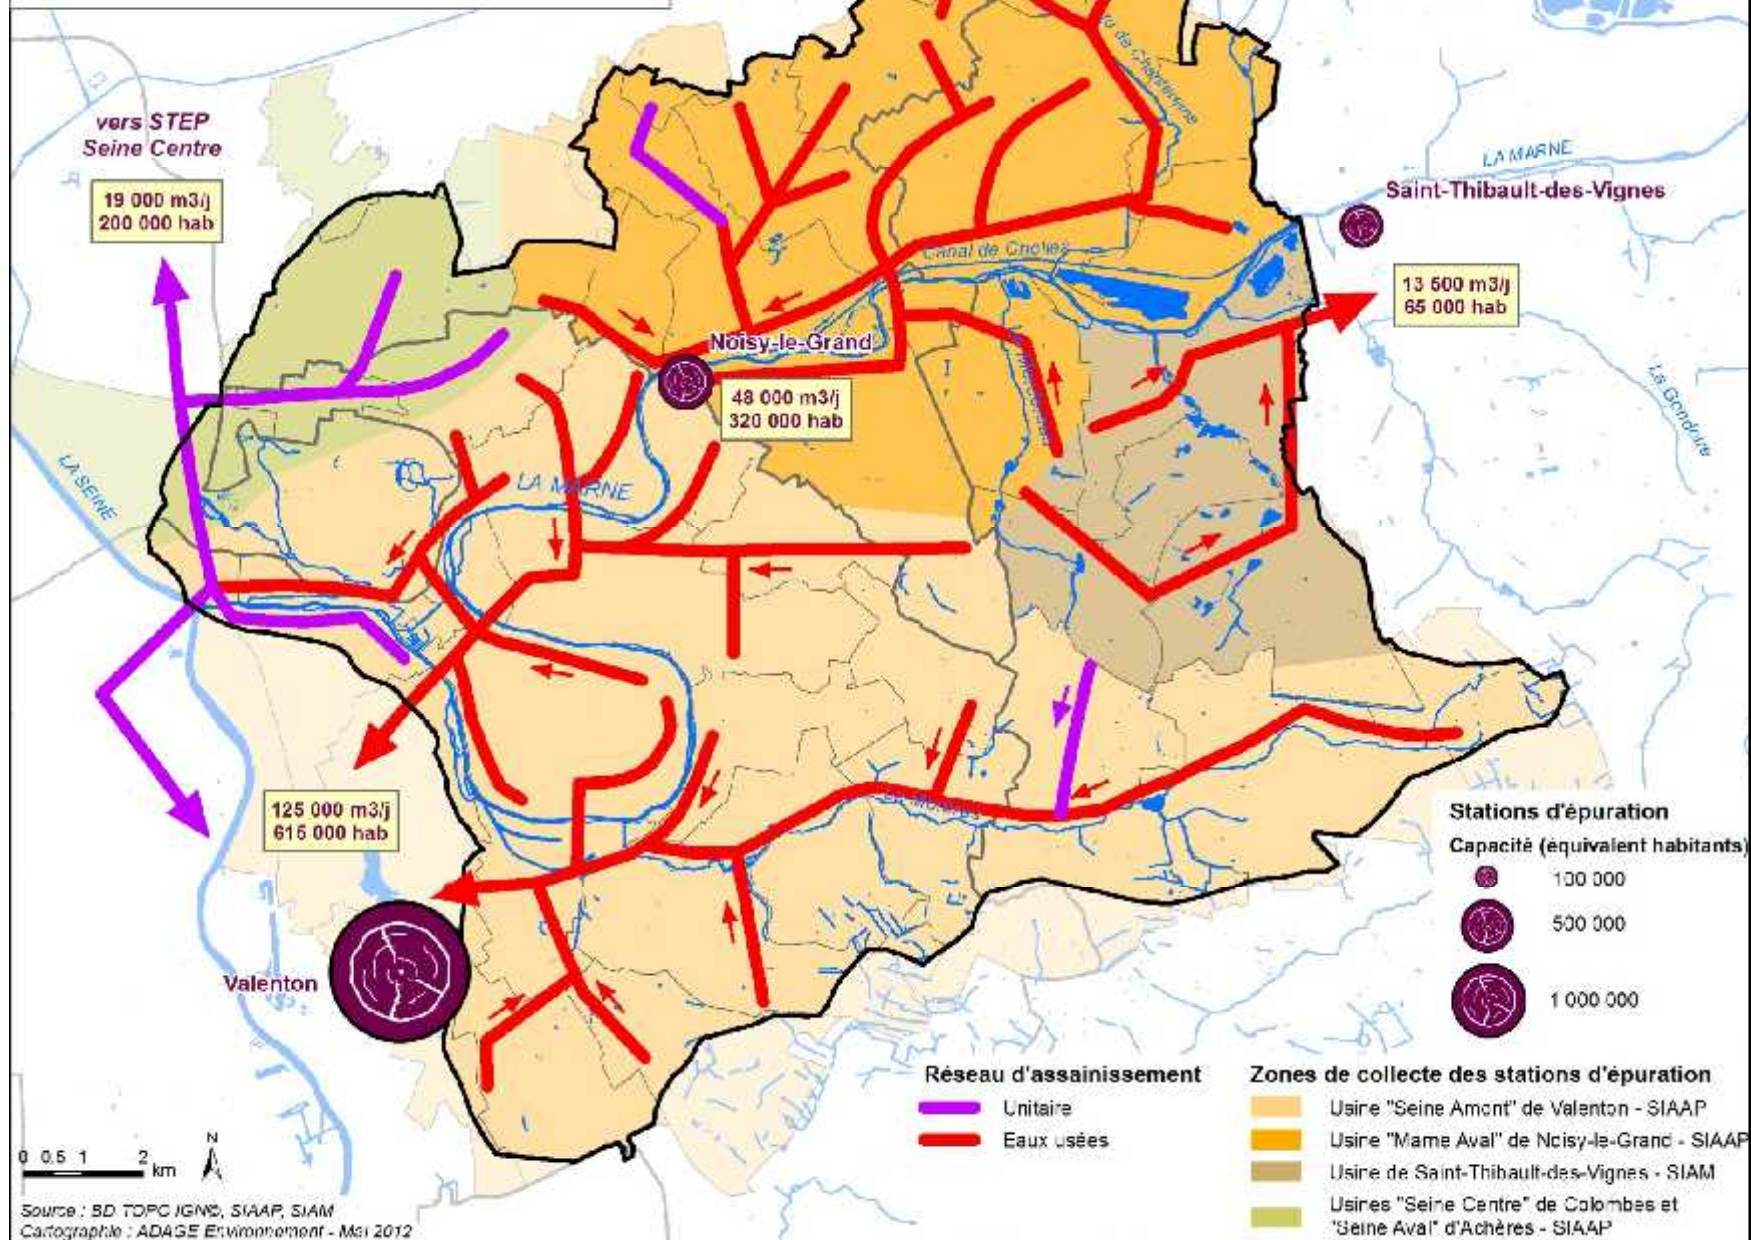 vers STEP
Seine Centre
19 000 m3/j
200 000 hab
LA MARNE
Saint-Thibault-des-Vignes
13 500 m3/j
65 000 hab
Canal de Chelles
Noisy-le-Grand
48 000 m3/j
320 000 hab
La Gondoire
LA SEINE
LA MARNE
125 000 m3/j
615 000 hab
Valenton
Stations d'épuration
Capacité (équivalent habitants)
100 000
500 000
1 000 000
Réseau d'assainissement
Unitaire
Eaux usées
Zones de collecte des stations d'épuration
Usine "Seine Amont" de Valenton - SIAAP
Usine "Marne Aval" de Noisy-le-Grand - SIAAP
Usine de Saint-Thibault-des-Vignes - SIAM
Usines "Seine Centre" de Colombes et
"Seine Aval" d'Achères - SIAAP
0 0.5 1 2 km
N
Source : BD TOPO IGN©, SIAAP, SIAM
Cartographie : ADAGE Environnement - Mai 2012